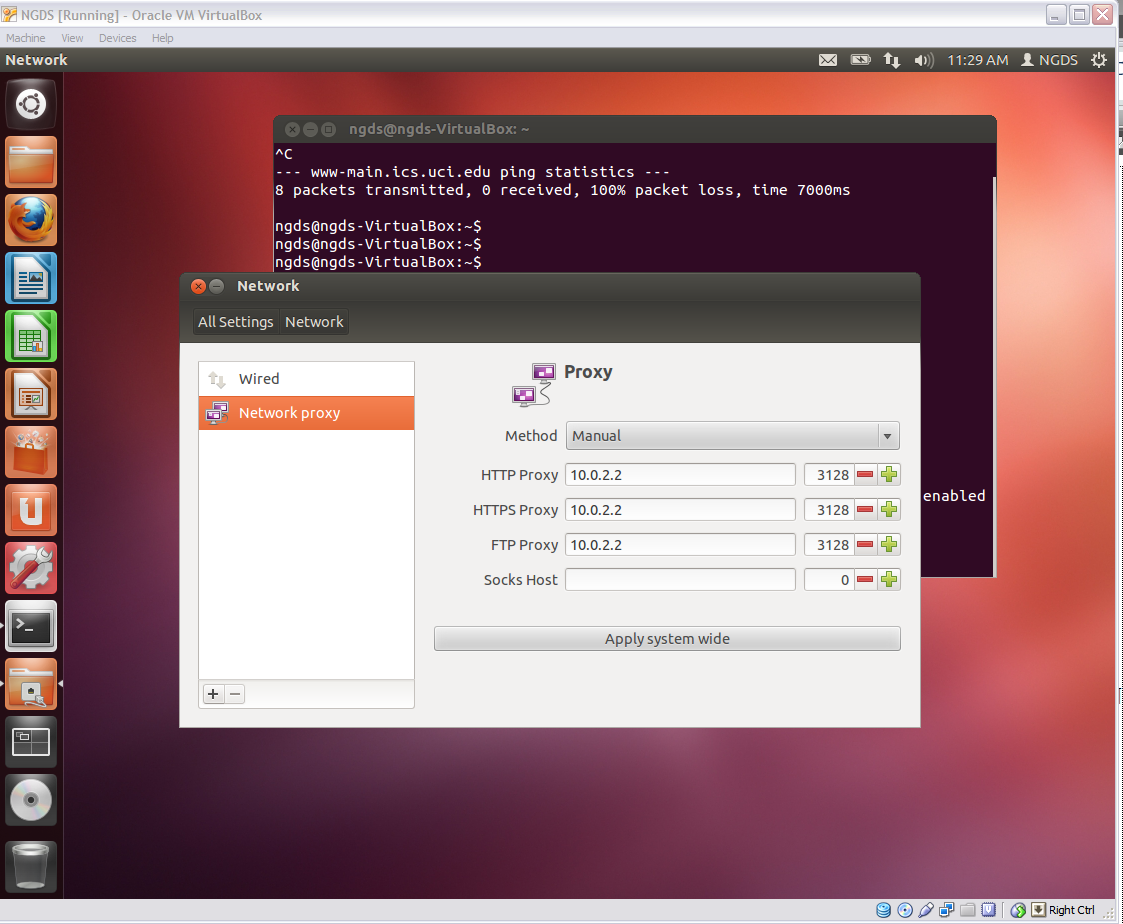 NGDS [Running] - Oracle VM VirtualBox
Machine View Devices Help
Network 11:29 AM NGDS
ngds@ngds-VirtualBox: ~
^C
--- www-main.ics.uci.edu ping statistics ---
8 packets transmitted, 0 received, 100% packet loss, time 7000ms
ngds@ngds-VirtualBox:~$
ngds@ngds-VirtualBox:~$
ngds@ngds-VirtualBox:~$
Network
All Settings Network
Wired
Network proxy
Proxy
Method Manual
HTTP Proxy 10.0.2.2 3128
HTTPS Proxy 10.0.2.2 3128
enabled
FTP Proxy 10.0.2.2 3128
Socks Host 0
Apply system wide
Right Ctrl